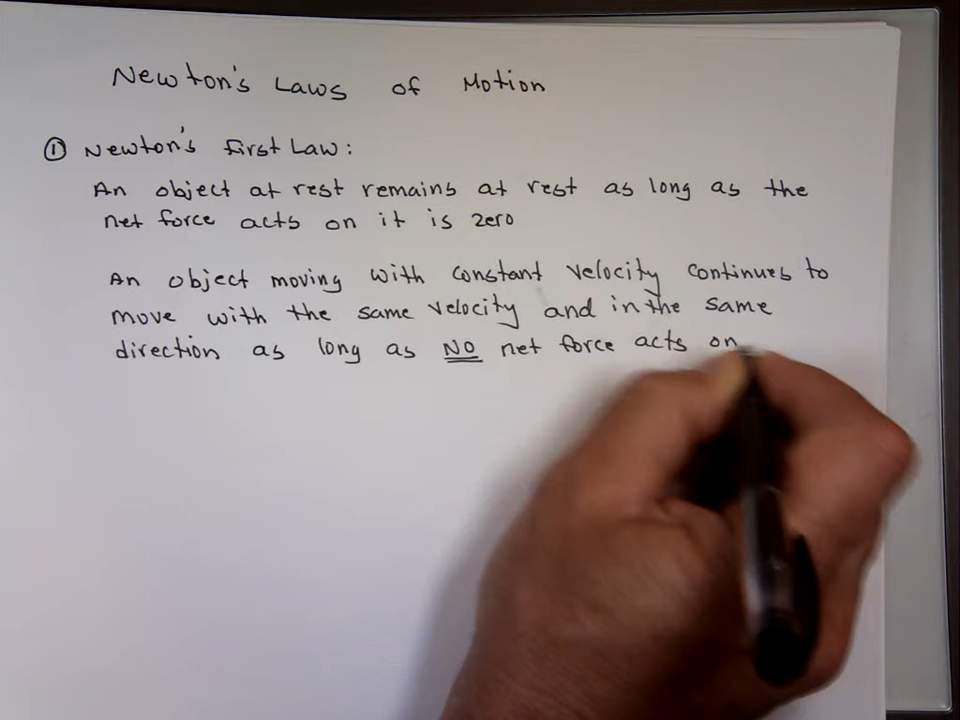 Newton's Laws of Motion
① Newton's first Law:
An object at rest remains at rest as long as the
net force acts on it is zero
An object moving with constant velocity continues to
move with the same velocity and in the same
direction as long as NO net force acts on